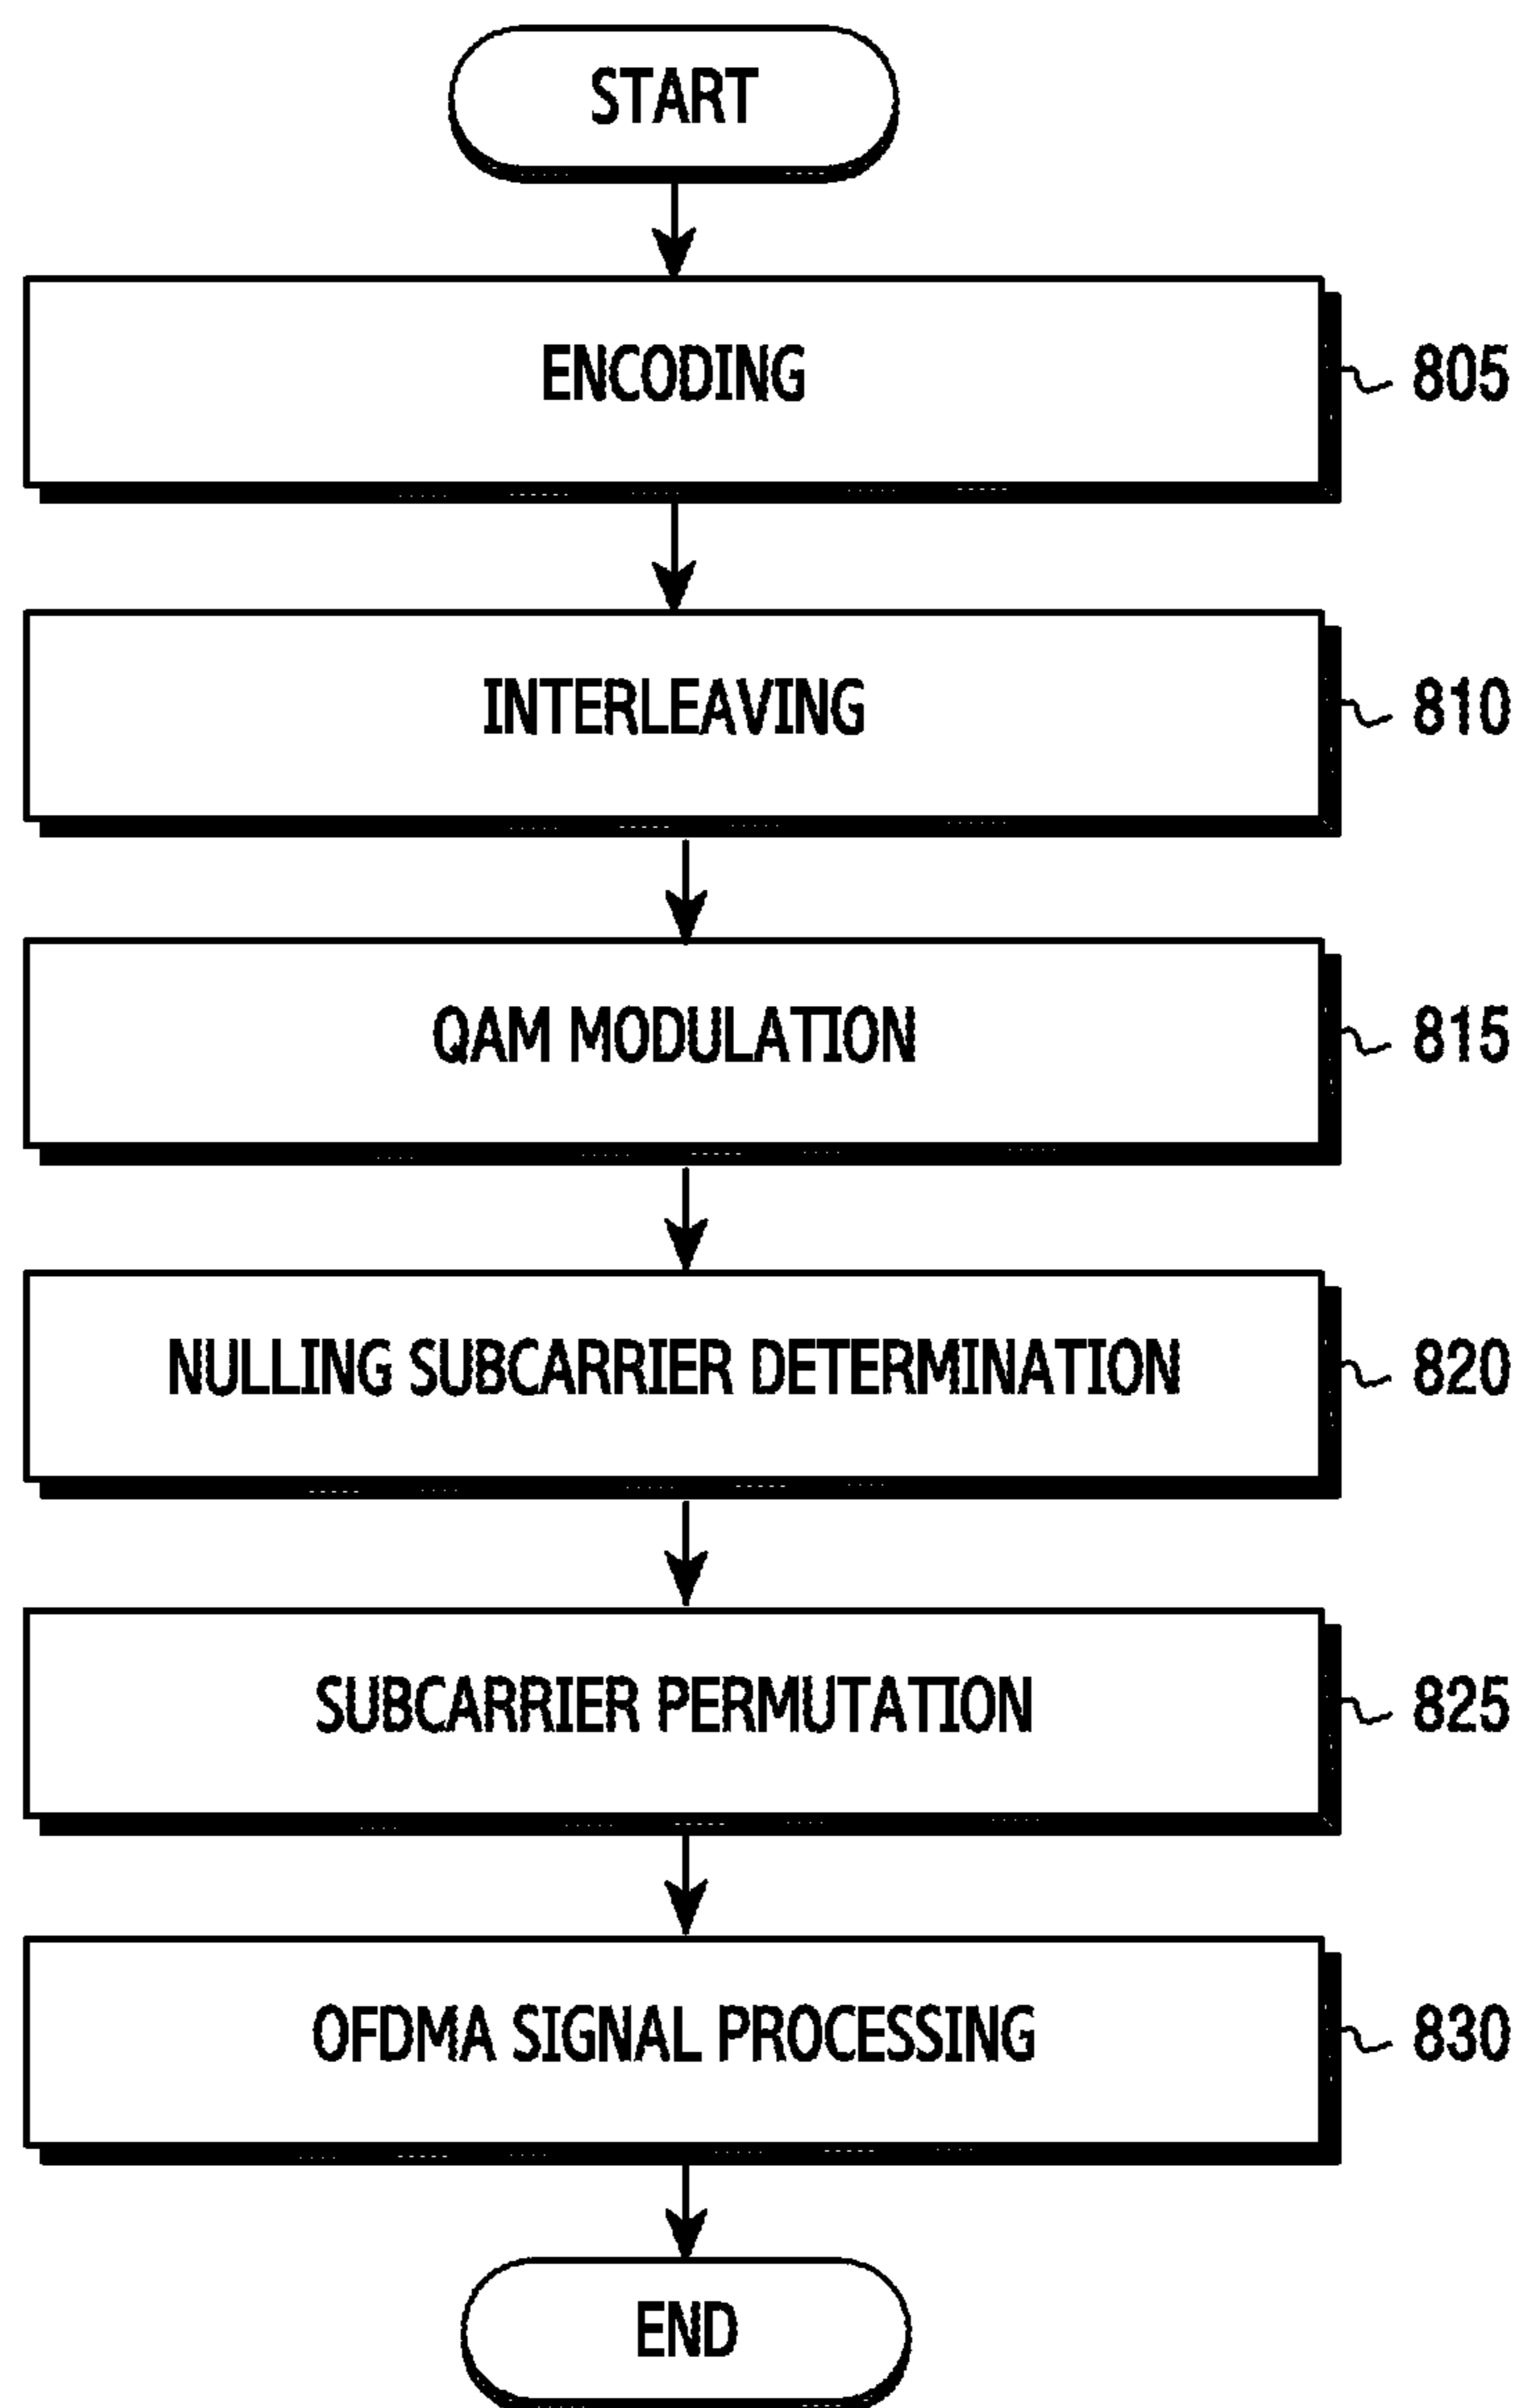 START
ENCODING
805
INTERLEAVING
810
QAM MODULATION
815
NULLING SUBCARRIER DETERMINATION
820
SUBCARRIER PERMUTATION
825
OFDMA SIGNAL PROCESSING
830
END